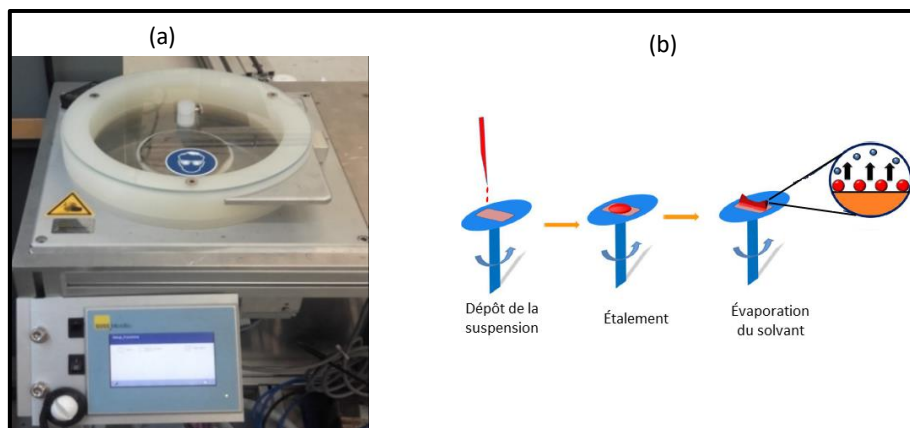 (a)
(b)
Dépôt de la
suspension
Étalement
Évaporation
du solvant